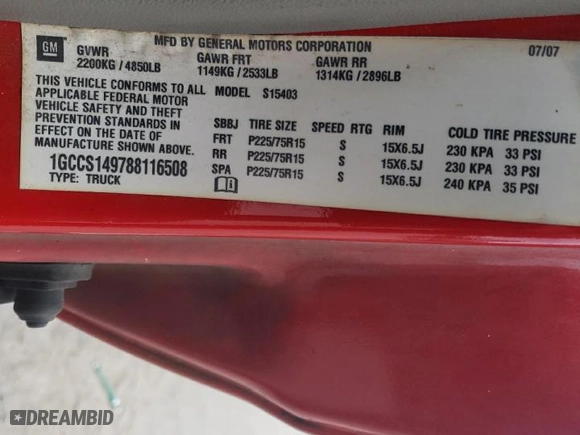 GM
MFD BY GENERAL MOTORS CORPORATION
07/07
GVWR GAWR FRT GAWR RR
2200KG / 4850LB 1149KG / 2533LB 1314KG / 2896LB
THIS VEHICLE CONFORMS TO ALL
APPLICABLE FEDERAL MOTOR
VEHICLE SAFETY AND THEFT
PREVENTION STANDARDS IN
EFFECT ON THE DATE OF
MANUFACTURE SHOWN ABOVE.
1GCCS149788116508
TYPE: TRUCK
MODEL S15403
SBBJ TIRE SIZE SPEED RTG RIM COLD TIRE PRESSURE
FRT P225/75R15 S 15X6.5J 230 KPA 33 PSI
RR P225/75R15 S 15X6.5J 230 KPA 33 PSI
SPA P225/75R15 S 15X6.5J 240 KPA 35 PSI
DREAMBID